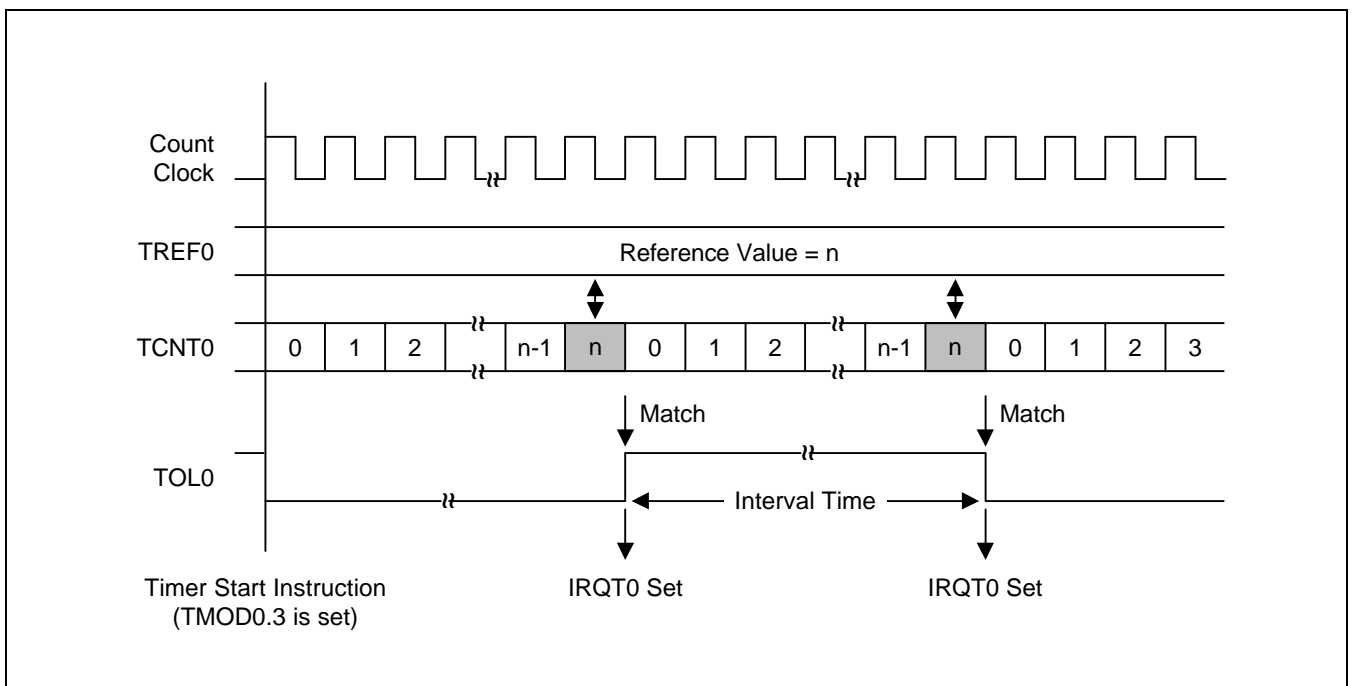 Count
Clock
TREF0
Reference Value = n
TCNT0
0 1 2 n-1 n 0 1 2 n-1 n 0 1 2 3
Match
Match
TOL0
Interval Time
Timer Start Instruction
(TMOD0.3 is set)
IRQT0 Set
IRQT0 Set